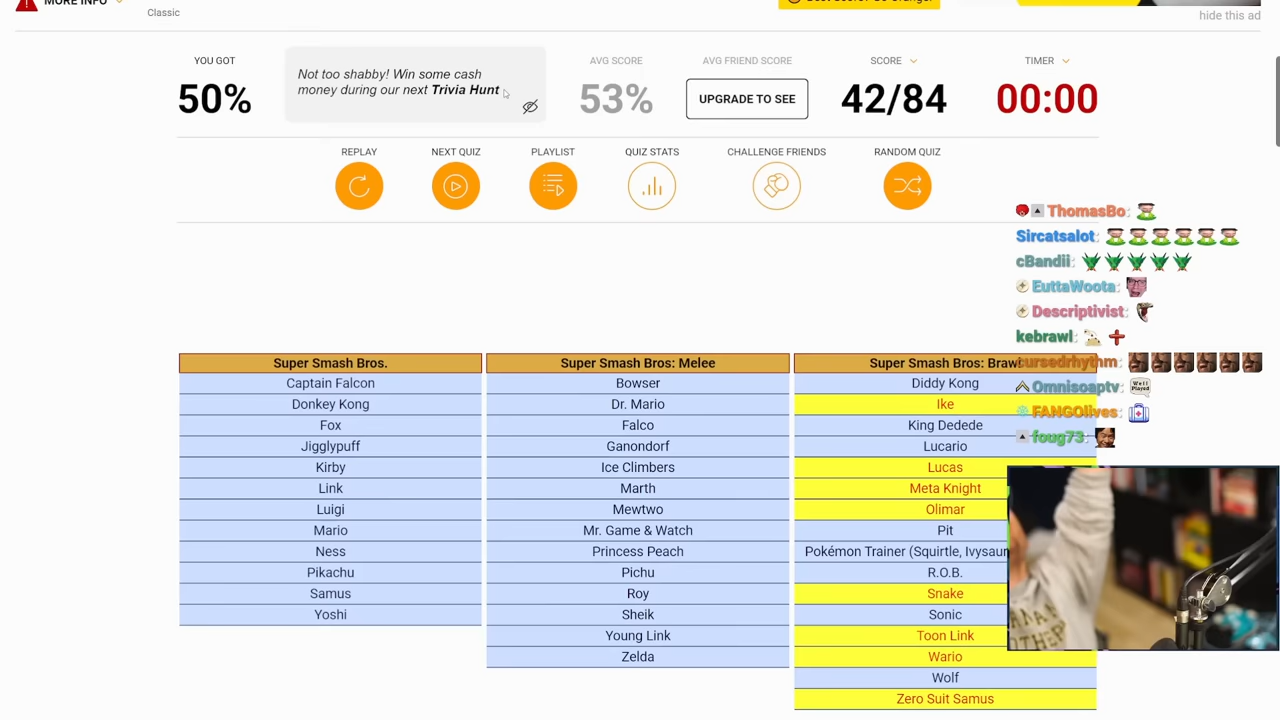 MORE INFO
Classic
hide this ad
YOU GOT
50%
Not too shabby! Win some cash
money during our next Trivia Hunt
AVG SCORE
53%
AVG FRIEND SCORE
UPGRADE TO SEE
SCORE
42/84
TIMER
00:00
REPLAY
NEXT QUIZ
PLAYLIST
QUIZ STATS
CHALLENGE FRIENDS
RANDOM QUIZ
ThomasBo:
Sircatsalot:
cBandii:
EuttaWoota:
Descriptivist:
kebrawl:
cursedrhythm:
Omnisoaptv: Well Played
FANGOlives:
foug73:
Super Smash Bros.
Captain Falcon
Donkey Kong
Fox
Jigglypuff
Kirby
Link
Luigi
Mario
Ness
Pikachu
Samus
Yoshi
Super Smash Bros: Melee
Bowser
Dr. Mario
Falco
Ganondorf
Ice Climbers
Marth
Mewtwo
Mr. Game & Watch
Princess Peach
Pichu
Roy
Sheik
Young Link
Zelda
Super Smash Bros: Brawl
Diddy Kong
Ike
King Dedede
Lucario
Lucas
Meta Knight
Olimar
Pit
Pokémon Trainer (Squirtle, Ivysaur
R.O.B.
Snake
Sonic
Toon Link
Wario
Wolf
Zero Suit Samus